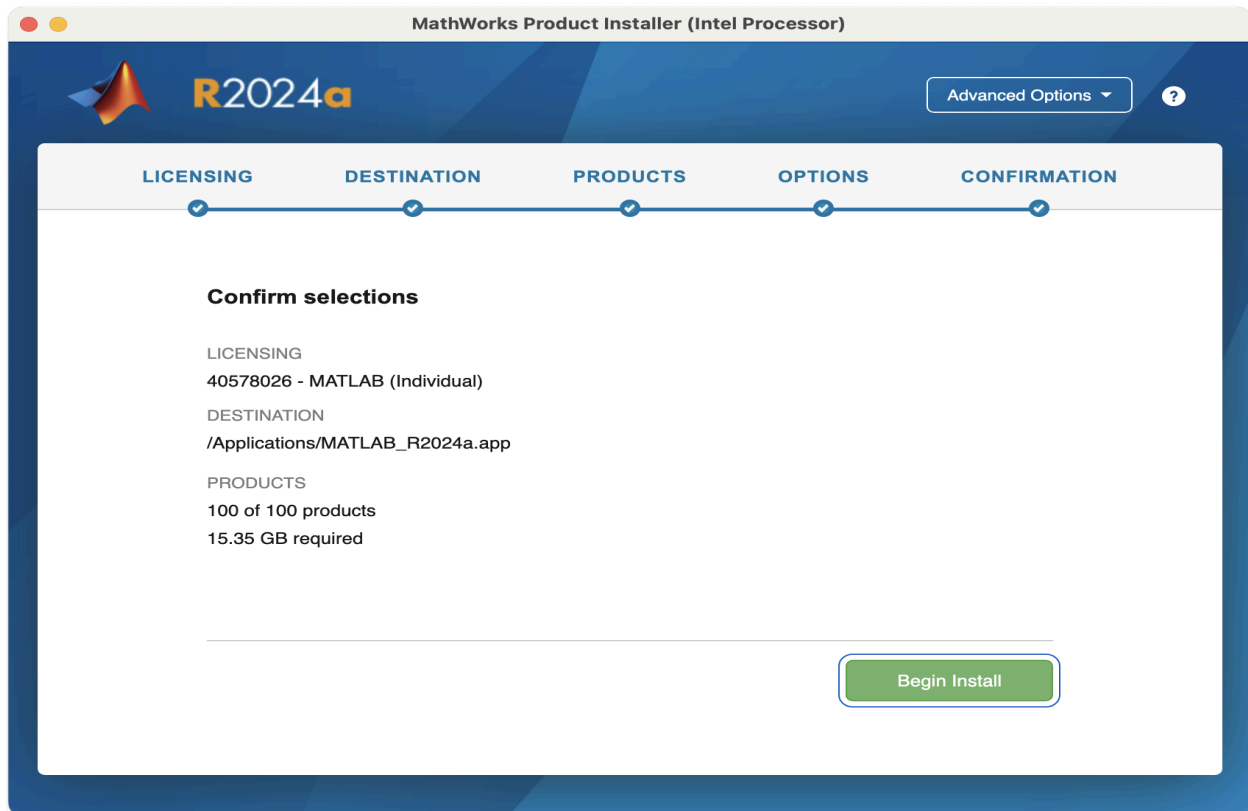 MathWorks Product Installer (Intel Processor)
R2024a
Advanced Options
?
LICENSING DESTINATION PRODUCTS OPTIONS CONFIRMATION
Confirm selections
LICENSING
40578026 - MATLAB (Individual)
DESTINATION
/Applications/MATLAB_R2024a.app
PRODUCTS
100 of 100 products
15.35 GB required
Begin Install